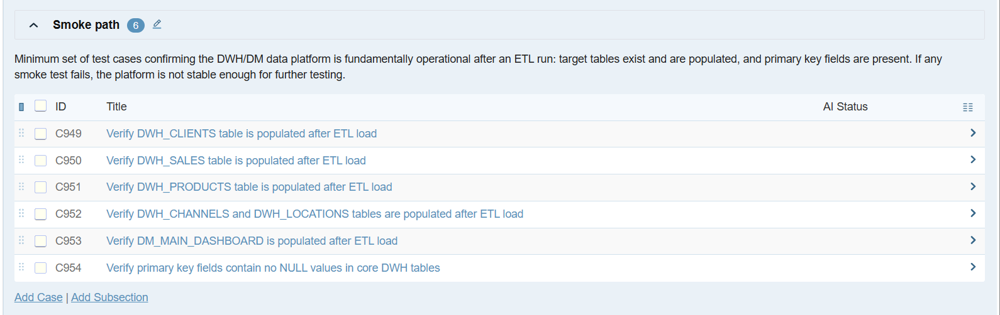 Smoke path 6
Minimum set of test cases confirming the DWH/DM data platform is fundamentally operational after an ETL run: target tables exist and are populated, and primary key fields are present. If any
smoke test fails, the platform is not stable enough for further testing.
ID Title AI Status
C949 Verify DWH_CLIENTS table is populated after ETL load
C950 Verify DWH_SALES table is populated after ETL load
C951 Verify DWH_PRODUCTS table is populated after ETL load
C952 Verify DWH_CHANNELS and DWH_LOCATIONS tables are populated after ETL load
C953 Verify DM_MAIN_DASHBOARD is populated after ETL load
C954 Verify primary key fields contain no NULL values in core DWH tables
Add Case | Add Subsection